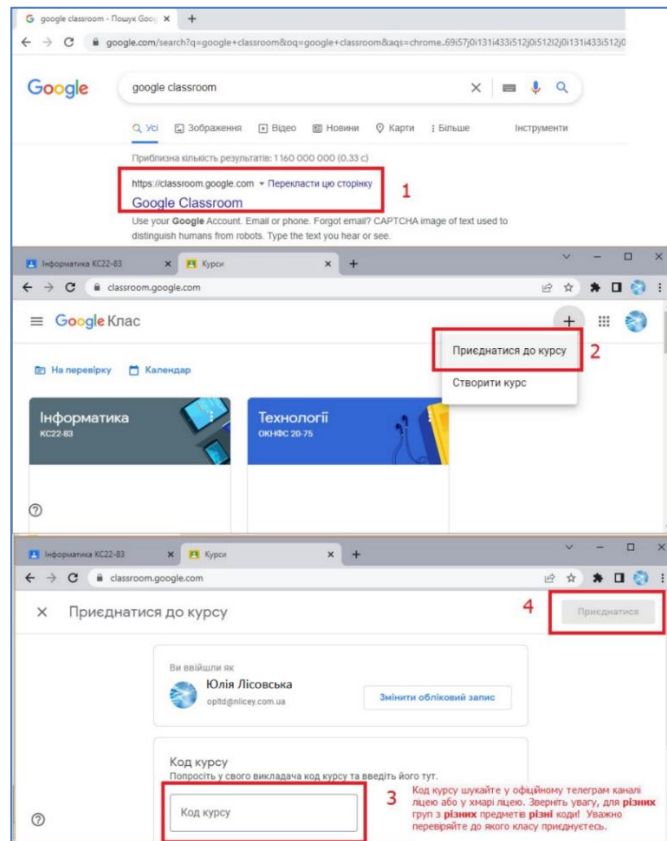 google classroom - Пошук Goog
google.com/search?q=google+classroom&oq=google+classroom&aqs=chrome..69i57j0i131i433i512j0i512l2j0i131i433i512j0
Google
google classroom
Усі Зображення Відео Новини Карти Більше Інструменти
Приблизна кількість результатів: 1 160 000 000 (0,33 с)
https://classroom.google.com Перекласти цю сторінку
Google Classroom
1
Use your Google Account. Email or phone. Forgot email? CAPTCHA image of text used to
distinguish humans from robots. Type the text you hear or see.
Інформатика КС22-83 Курси
classroom.google.com
Google Клас
Приєднатися до курсу
2
Створити курс
На перевірку Календар
Інформатика
КС22-83
Технології
ОКНФС 20-75
Інформатика КС22-83 Курси
classroom.google.com
Приєднатися до курсу
4
Приєднатися
Ви ввійшли як
Юлія Лісовська
opltd@nlicey.com.ua
Змінити обліковий запис
Код курсу
Попросіть у свого викладача код курсу та введіть його тут.
Код курсу
3
Код курсу шукайте у офіційному телеграм каналі
ліцею або у хмарі ліцею. Зверніть увагу, для різних
груп з різних предметів різні коди! Уважно
перевіряйте до якого класу приєднуєтесь.